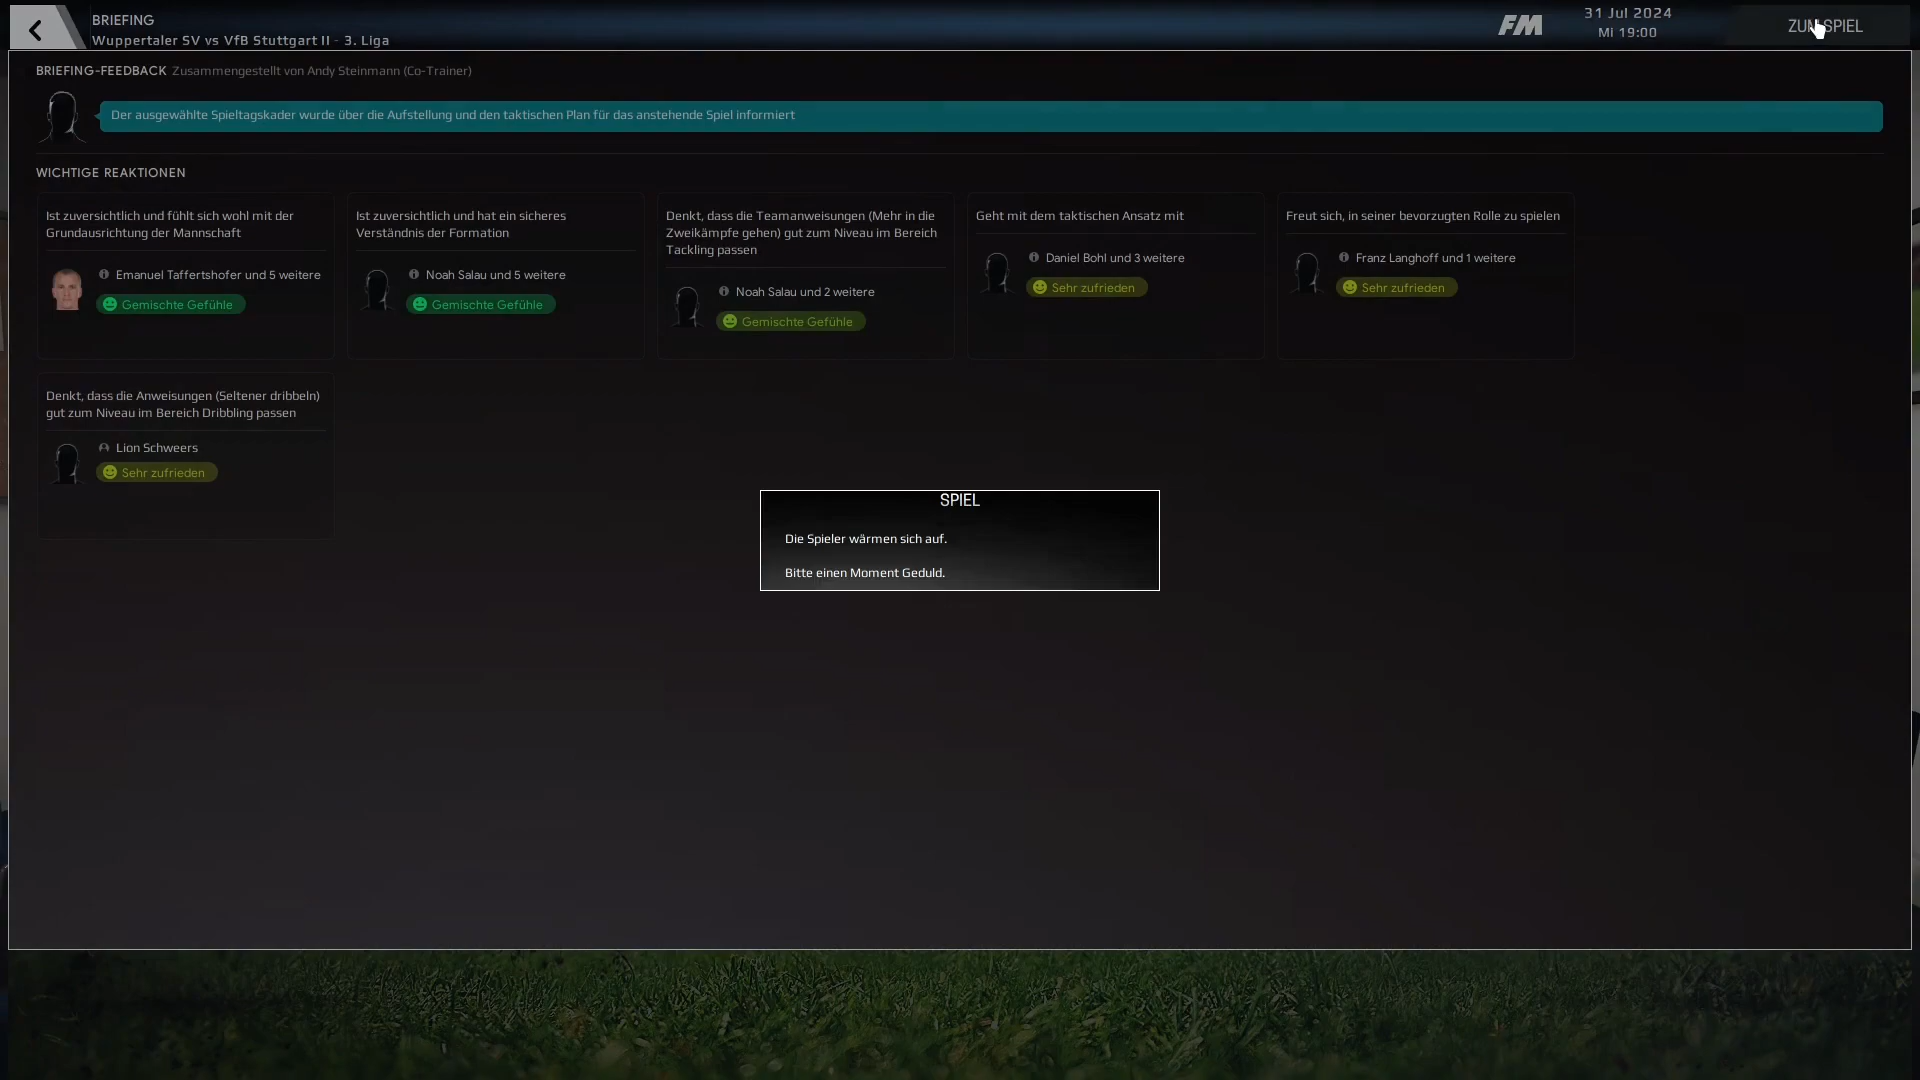 BRIEFING
Wuppertaler SV vs VfB Stuttgart II - 3. Liga
FM
31 Jul 2024
Mi 19:00
ZUM SPIEL
BRIEFING-FEEDBACK Zusammengestellt von Andy Steinmann (Co-Trainer)
Der ausgewählte Spieltagskader wurde über die Aufstellung und den taktischen Plan für das anstehende Spiel informiert
WICHTIGE REAKTIONEN
Ist zuversichtlich und fühlt sich wohl mit der
Grundausrichtung der Mannschaft
Emanuel Taffertshofer und 5 weitere
Gemischte Gefühle
Ist zuversichtlich und hat ein sicheres
Verständnis der Formation
Noah Salau und 5 weitere
Gemischte Gefühle
Denkt, dass die Teamanweisungen (Mehr in die
Zweikämpfe gehen) gut zum Niveau im Bereich
Tackling passen
Noah Salau und 2 weitere
Gemischte Gefühle
Geht mit dem taktischen Ansatz mit
Daniel Bohl und 3 weitere
Sehr zufrieden
Freut sich, in seiner bevorzugten Rolle zu spielen
Franz Langhoff und 1 weitere
Sehr zufrieden
Denkt, dass die Anweisungen (Seltener dribbeln)
gut zum Niveau im Bereich Dribbling passen
Lion Schweers
Sehr zufrieden
SPIEL
Die Spieler wärmen sich auf.
Bitte einen Moment Geduld.